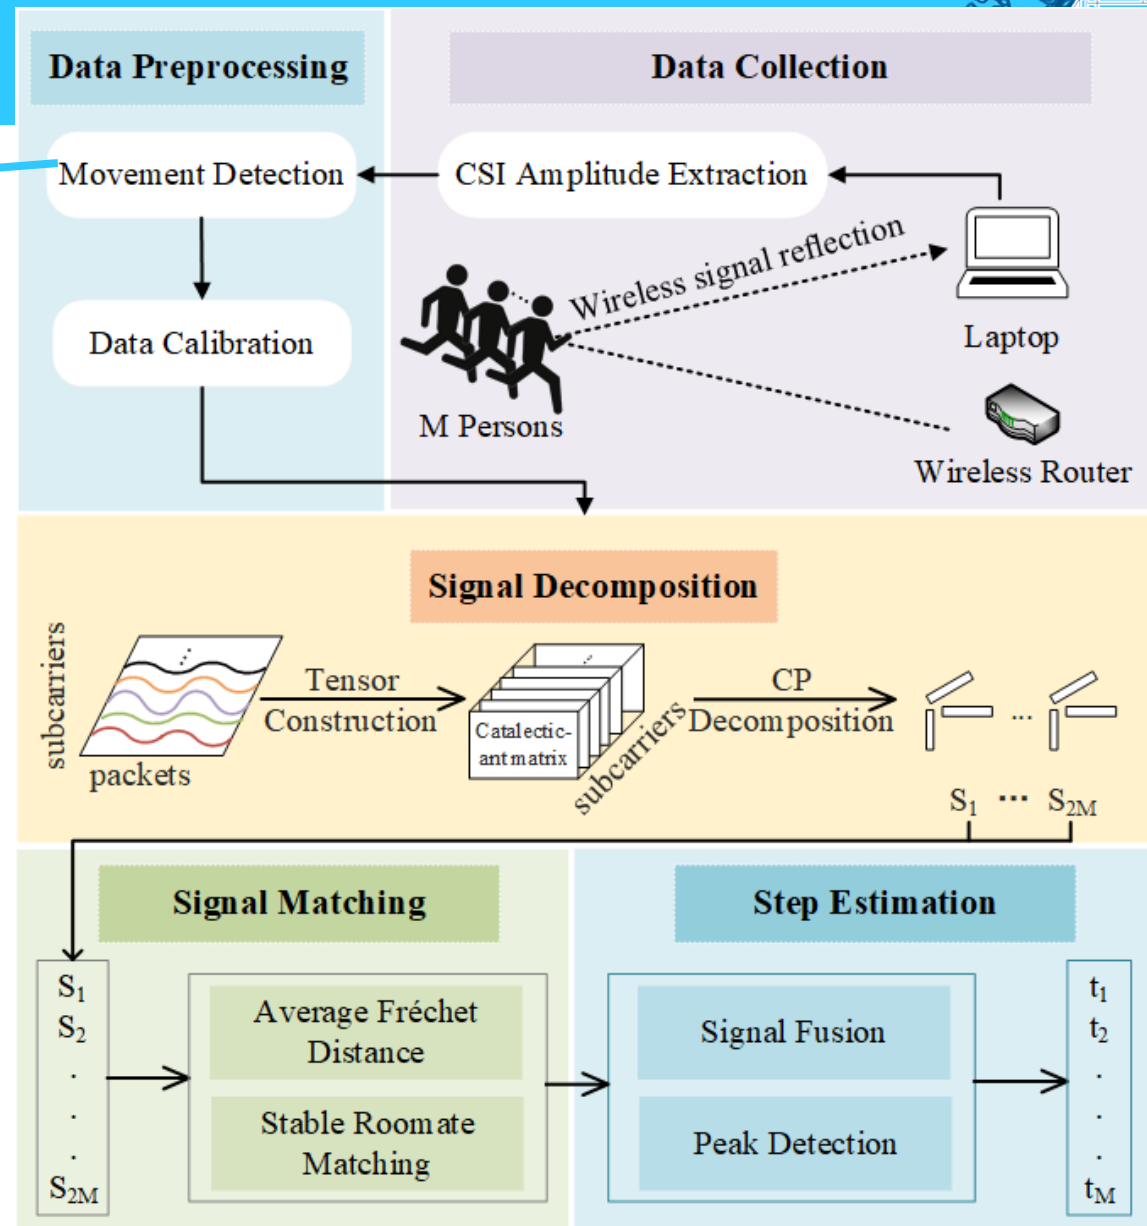 Data Preprocessing
Data Collection
Movement Detection
CSI Amplitude Extraction
Wireless signal reflection
Data Calibration
Laptop
M Persons
Wireless Router
Signal Decomposition
subcarriers
packets
Tensor
Construction
Catalectic-
ant matrix
subcarriers
CP
Decomposition
...
S1 ... S2M
Signal Matching
Step Estimation
S1
S2
.
.
.
S2M
Average Fréchet
Distance
Stable Roomate
Matching
Signal Fusion
Peak Detection
t1
t2
.
.
.
tM